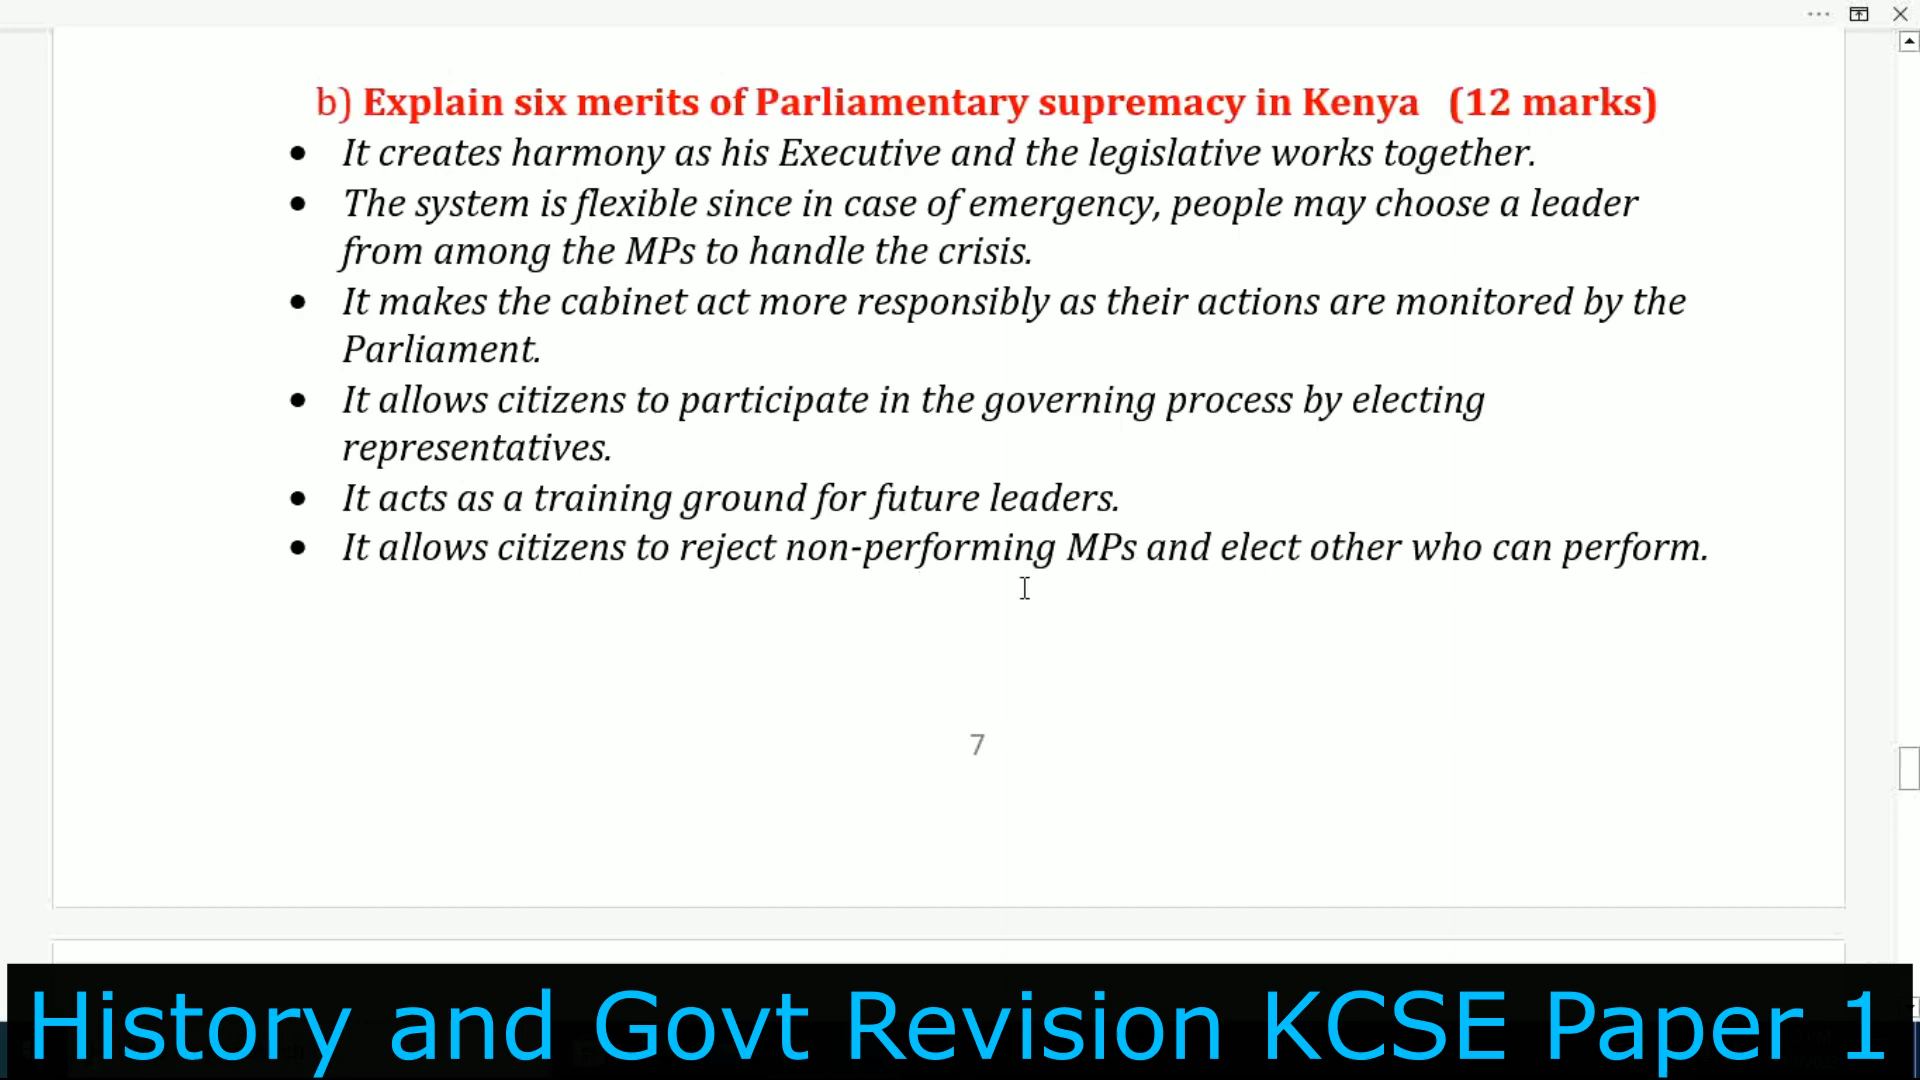 b) Explain six merits of Parliamentary supremacy in Kenya (12 marks)
• It creates harmony as his Executive and the legislative works together.
• The system is flexible since in case of emergency, people may choose a leader
from among the MPs to handle the crisis.
• It makes the cabinet act more responsibly as their actions are monitored by the
Parliament.
• It allows citizens to participate in the governing process by electing
representatives.
• It acts as a training ground for future leaders.
• It allows citizens to reject non-performing MPs and elect other who can perform.
7
History and Govt Revision KCSE Paper 1